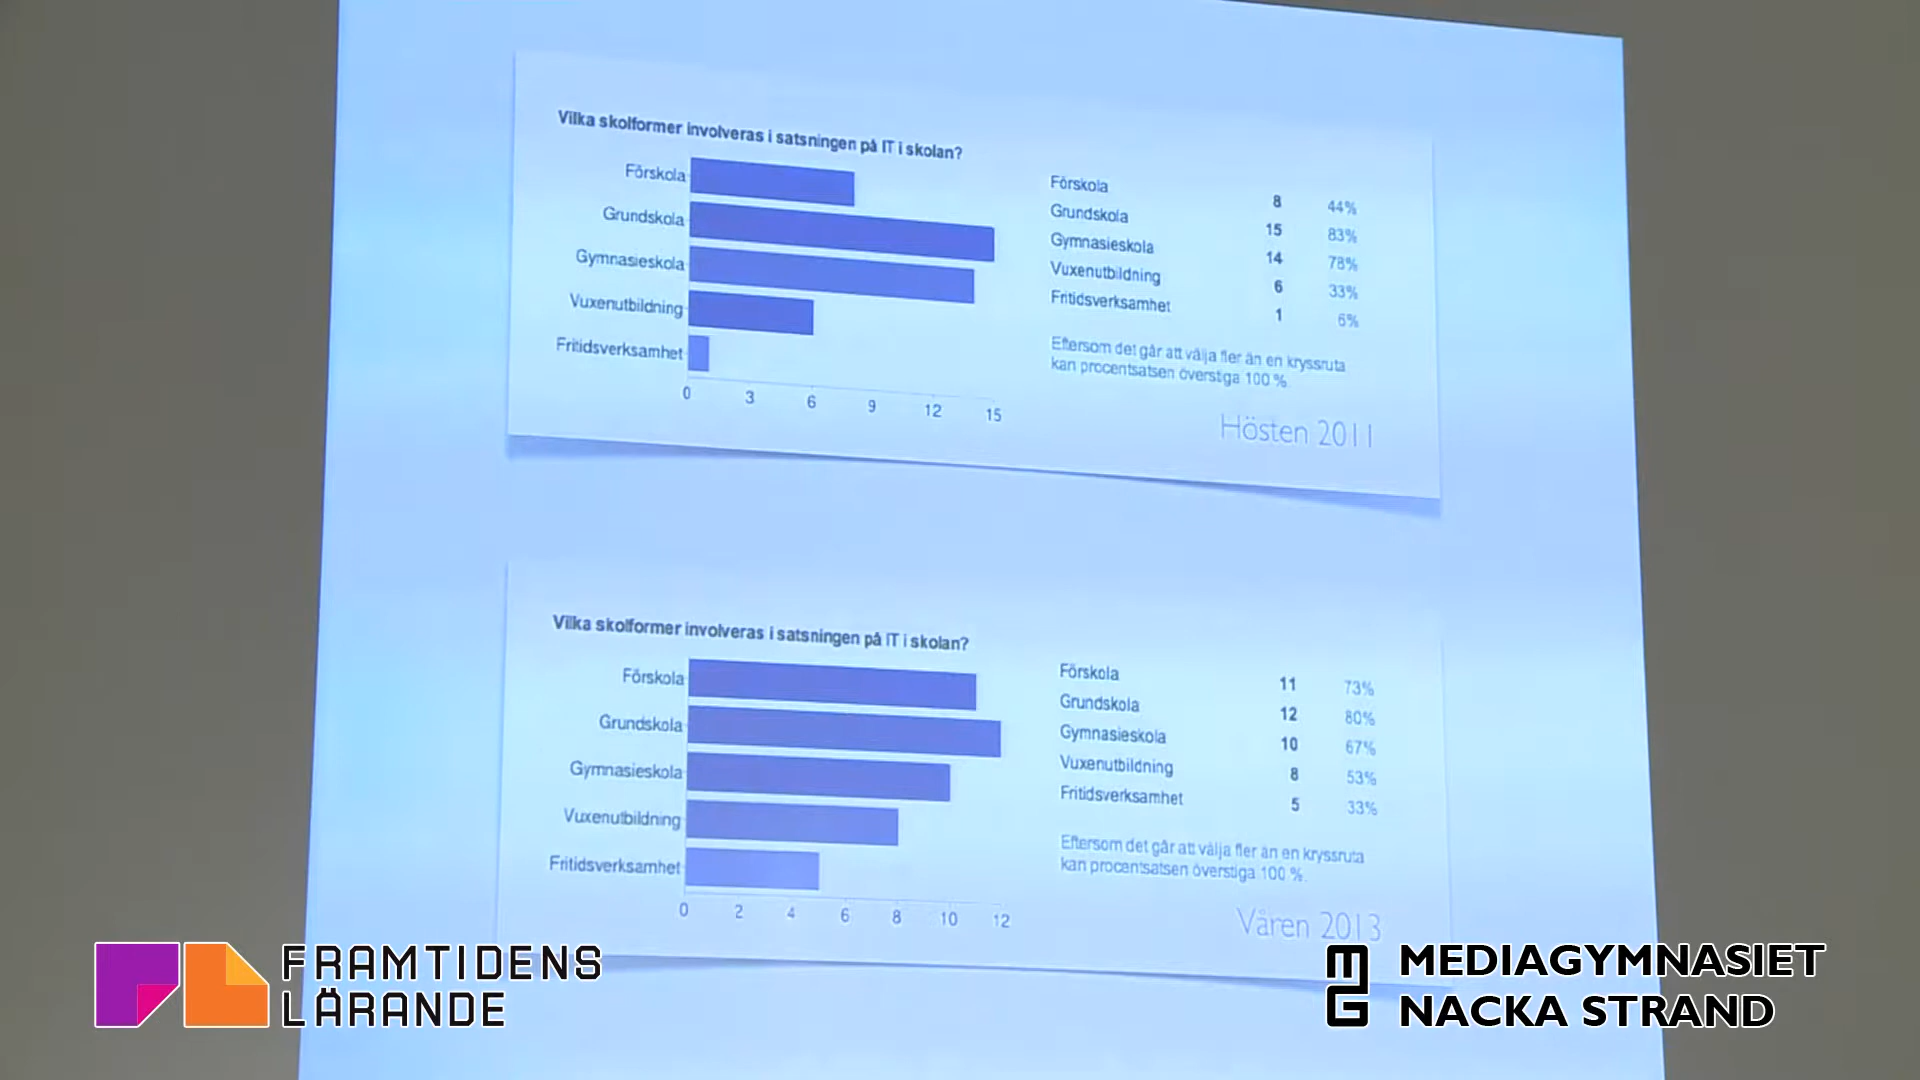 Vilka skolformer involveras i satsningen på IT i skolan?
Förskola
Grundskola
Gymnasieskola
Vuxenutbildning
Fritidsverksamhet
0 3 6 9 12 15
Förskola 8 44%
Grundskola 15 83%
Gymnasieskola 14 78%
Vuxenutbildning 6 33%
Fritidsverksamhet 1 6%
Eftersom det går att välja fler än en kryssruta
kan procentsatsen överstiga 100 %.
Hösten 2011
Vilka skolformer involveras i satsningen på IT i skolan?
Förskola
Grundskola
Gymnasieskola
Vuxenutbildning
Fritidsverksamhet
0 2 4 6 8 10 12
Förskola 11 73%
Grundskola 12 80%
Gymnasieskola 10 67%
Vuxenutbildning 8 53%
Fritidsverksamhet 5 33%
Eftersom det går att välja fler än en kryssruta
kan procentsatsen överstiga 100 %.
Våren 2013
FRAMTIDENS
LÄRANDE
MG
MEDIAGYMNASIET
NACKA STRAND